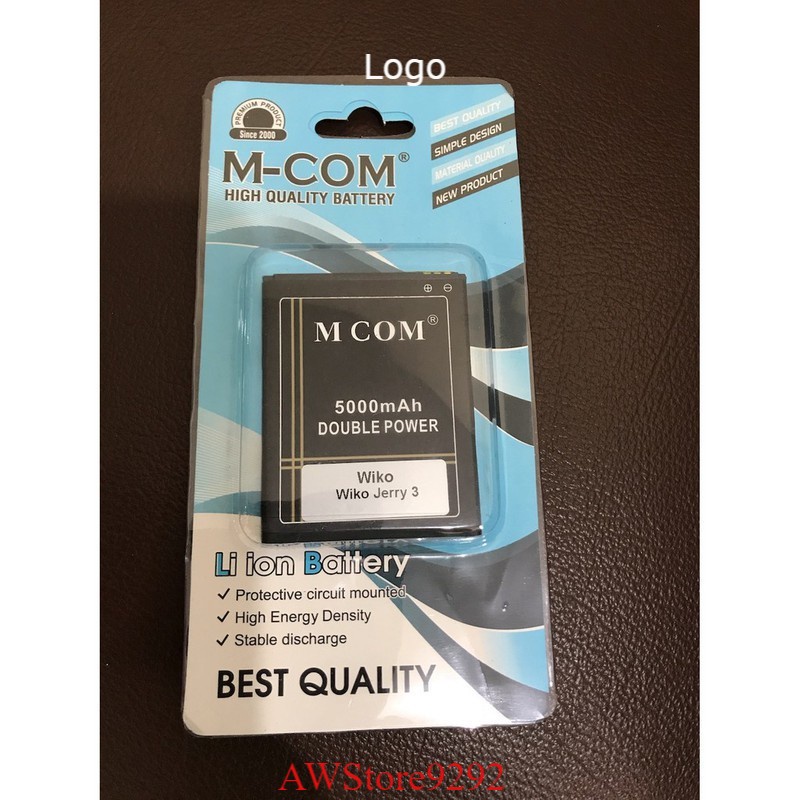 Logo
PREMIUM PRODUCT
Since 2000
BEST QUALITY
SIMPLE DESIGN
MATERIAL QUALITY
NEW PRODUCT
M-COM®
HIGH QUALITY BATTERY
M COM®
5000mAh
DOUBLE POWER
Wiko
Wiko Jerry 3
Li ion Battery
✓ Protective circuit mounted
✓ High Energy Density
✓ Stable discharge
BEST QUALITY
AWStore9292